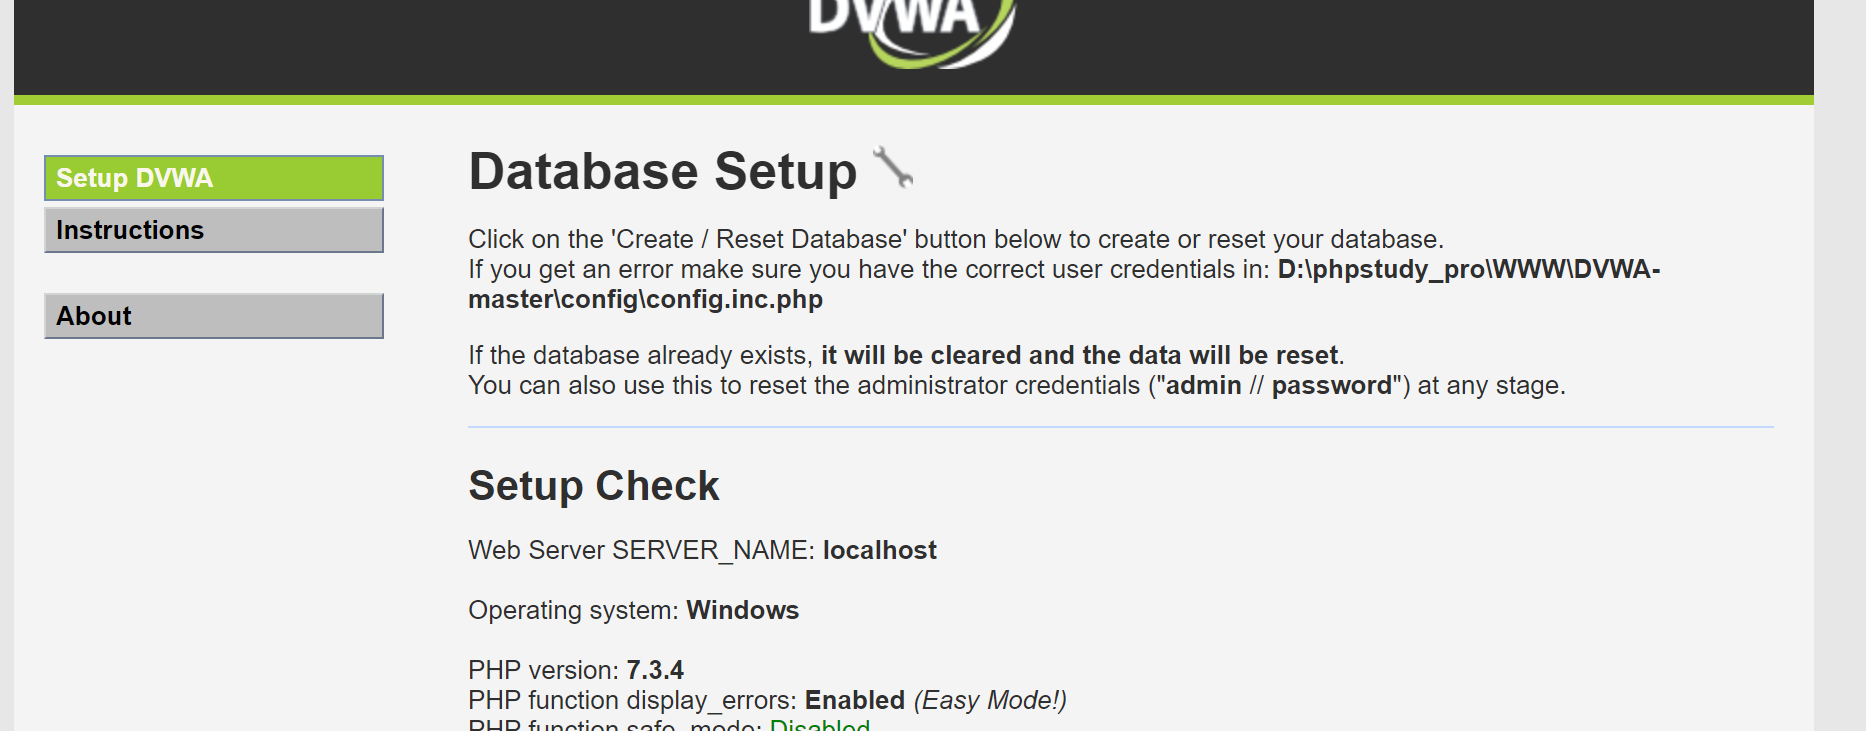 DVWA
Setup DVWA
Instructions
About
Database Setup
Click on the 'Create / Reset Database' button below to create or reset your database.
If you get an error make sure you have the correct user credentials in: D:\phpstudy_pro\WWW\DVWA-
master\config\config.inc.php
If the database already exists, it will be cleared and the data will be reset.
You can also use this to reset the administrator credentials ("admin // password") at any stage.
Setup Check
Web Server SERVER_NAME: localhost
Operating system: Windows
PHP version: 7.3.4
PHP function display_errors: Enabled (Easy Mode!)
PHP function safe_mode: Disabled